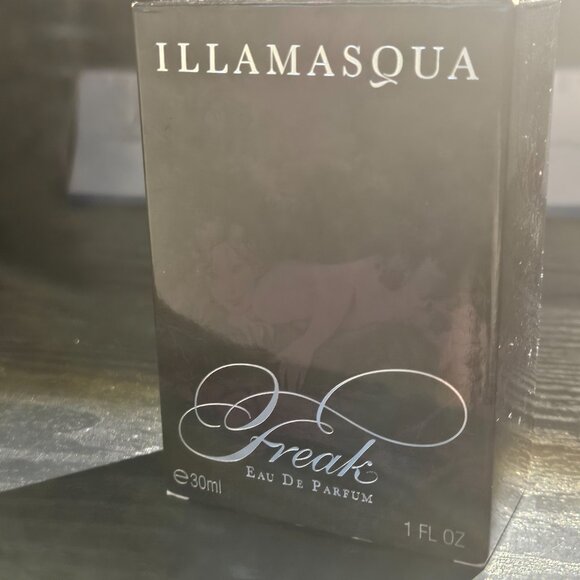 ILLAMASQUA
Freak
EAU DE PARFUM
℮30ml
1 FL OZ